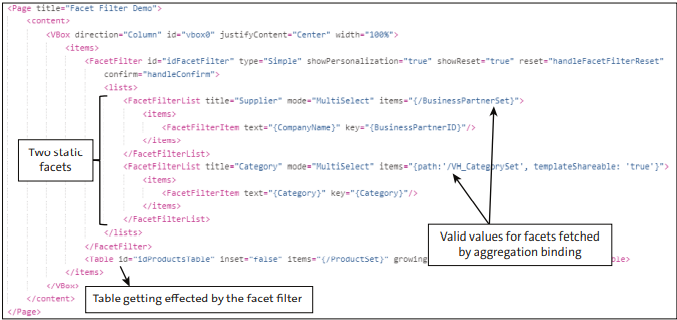 <Page title="Facet Filter Demo">
<content>
<VBox direction="Column" id="vbox0" justifyContent="Center" width="100%">
<items>
<FacetFilter id="idFacetFilter" type="Simple" showPersonalization="true" showReset="true" reset="handleFacetFilterReset"
confirm="handleConfirm">
<lists>
<FacetFilterList title="Supplier" mode="MultiSelect" items="{/BusinessPartnerSet}">
<items>
<FacetFilterItem text="{CompanyName}" key="{BusinessPartnerID}"/>
</items>
</FacetFilterList>
<FacetFilterList title="Category" mode="MultiSelect" items="{path:'/VH_CategorySet', templateShareable: 'true'}">
<items>
<FacetFilterItem text="{Category}" key="{Category}"/>
</items>
</FacetFilterList>
</lists>
</FacetFilter>
<Table id="idProductsTable" inset="false" items="{/ProductSet}" growing
</items>
</VBox>
</content>
</Page>
Two static
facets
Valid values for facets fetched
by aggregation binding
Table getting effected by the facet filter